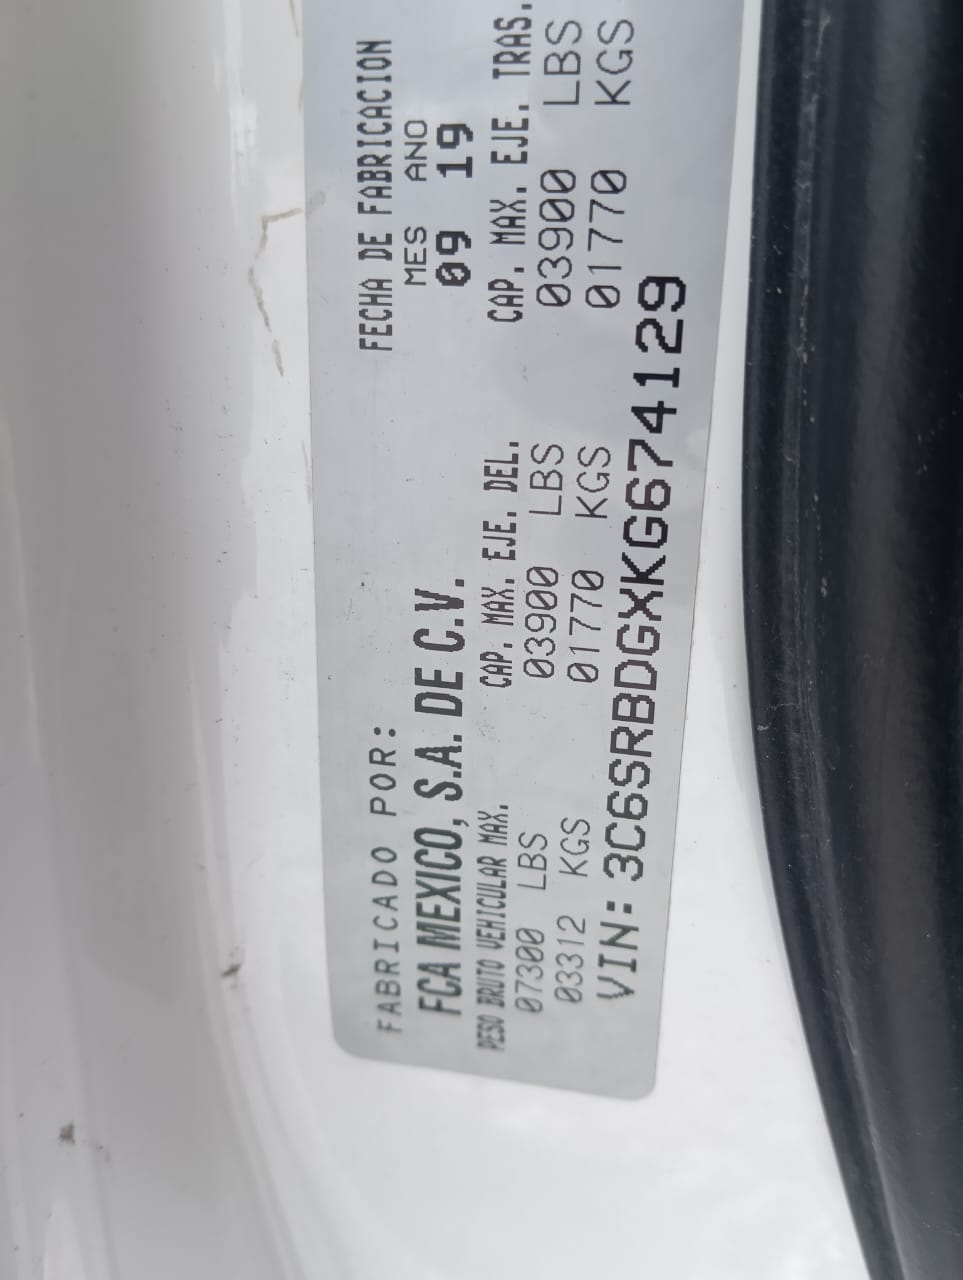 FABRICADO POR:
FECHA DE FABRICACION
FCA MEXICO, S.A. DE C.V.
MES ANO
09 19
PESO BRUTO VEHICULAR MAX.
CAP. MAX. EJE. DEL.
CAP. MAX. EJE. TRAS.
07300 LBS
03900 LBS
03900 LBS
03312 KGS
01770 KGS
01770 KGS
VIN: 3C6SRBDGXKG674129